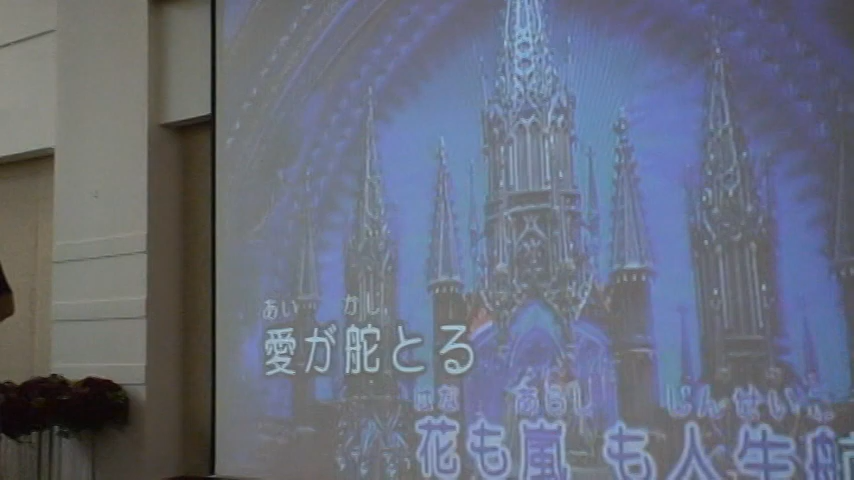 あい かじ
愛が舵とる
はな あらし じんせい
花も嵐も人生航